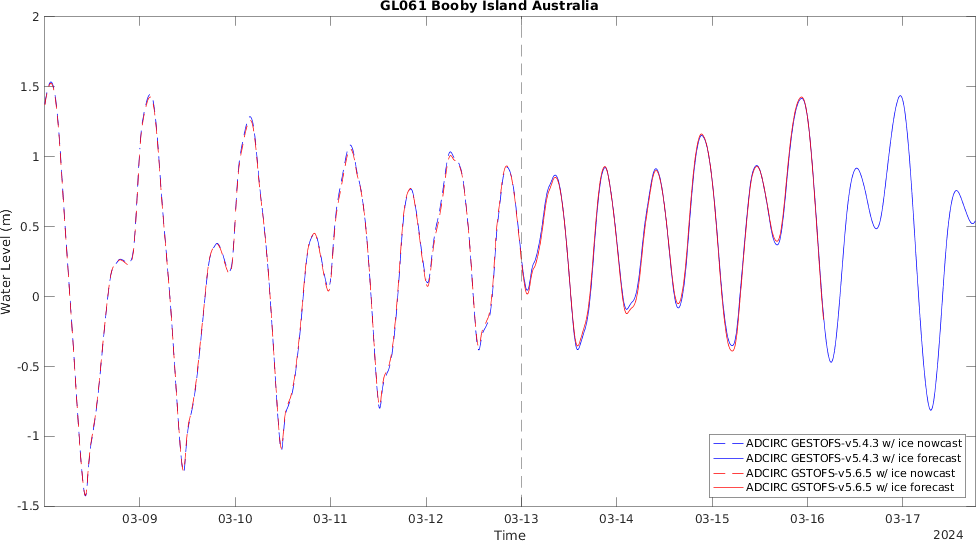 GL061 Booby Island Australia
2
1.5
1
0.5
0
-0.5
-1
-1.5
Water Level (m)
ADCIRC GESTOFS-v5.4.3 w/ ice nowcast
ADCIRC GESTOFS-v5.4.3 w/ ice forecast
ADCIRC GSTOFS-v5.6.5 w/ ice nowcast
ADCIRC GSTOFS-v5.6.5 w/ ice forecast
03-09 03-10 03-11 03-12 03-13 03-14 03-15 03-16 03-17
Time
2024